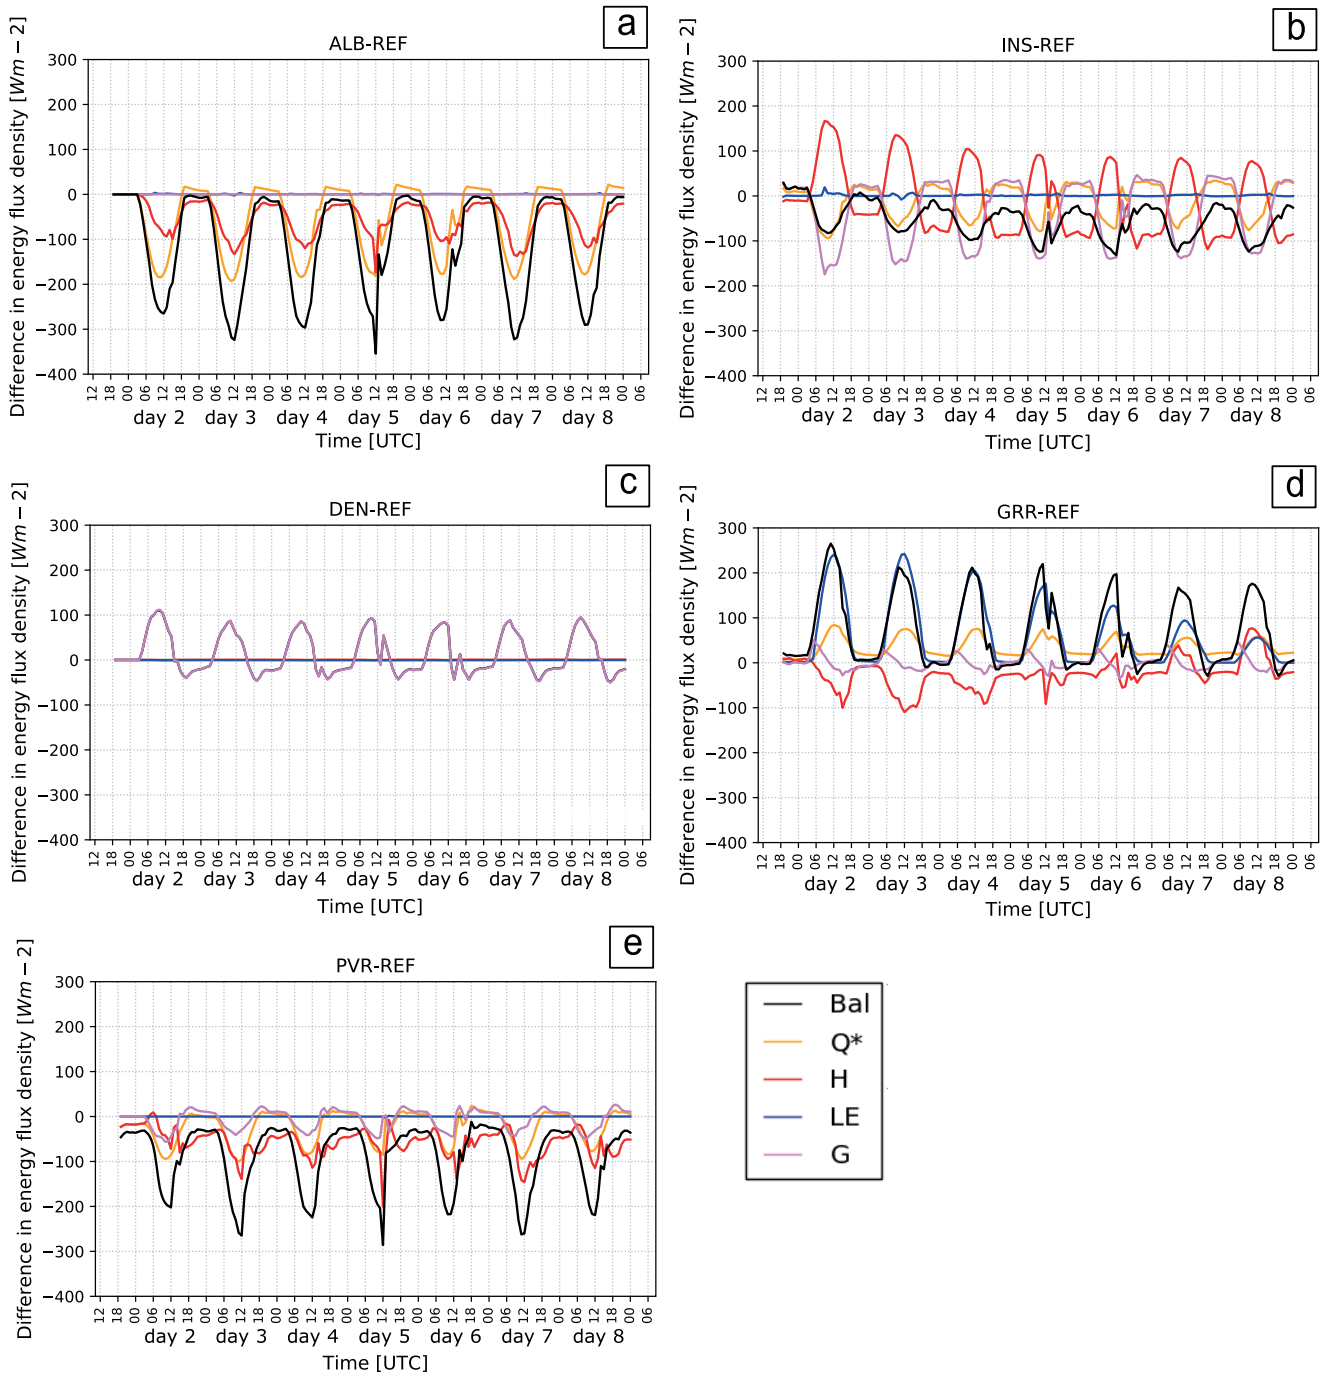 a
ALB-REF
Difference in energy flux density [Wm − 2]
300
200
100
0
−100
−200
−300
−400
12 18 00 06 12 18 00 06 12 18 00 06 12 18 00 06 12 18 00 06 12 18 00 06 12 18 00 06 12 18 00 06
day 2 day 3 day 4 day 5 day 6 day 7 day 8
Time [UTC]
b
INS-REF
Difference in energy flux density [Wm − 2]
300
200
100
0
−100
−200
−300
−400
12 18 00 06 12 18 00 06 12 18 00 06 12 18 00 06 12 18 00 06 12 18 00 06 12 18 00 06 12 18 00 06
day 2 day 3 day 4 day 5 day 6 day 7 day 8
Time [UTC]
c
DEN-REF
Difference in energy flux density [Wm − 2]
300
200
100
0
−100
−200
−300
−400
12 18 00 06 12 18 00 06 12 18 00 06 12 18 00 06 12 18 00 06 12 18 00 06 12 18 00 06 12 18 00 06
day 2 day 3 day 4 day 5 day 6 day 7 day 8
Time [UTC]
d
GRR-REF
Difference in energy flux density [Wm − 2]
300
200
100
0
−100
−200
−300
−400
12 18 00 06 12 18 00 06 12 18 00 06 12 18 00 06 12 18 00 06 12 18 00 06 12 18 00 06 12 18 00 06
day 2 day 3 day 4 day 5 day 6 day 7 day 8
Time [UTC]
e
PVR-REF
Difference in energy flux density [Wm − 2]
300
200
100
0
−100
−200
−300
−400
12 18 00 06 12 18 00 06 12 18 00 06 12 18 00 06 12 18 00 06 12 18 00 06 12 18 00 06 12 18 00 06
day 2 day 3 day 4 day 5 day 6 day 7 day 8
Time [UTC]
Bal
Q*
H
LE
G